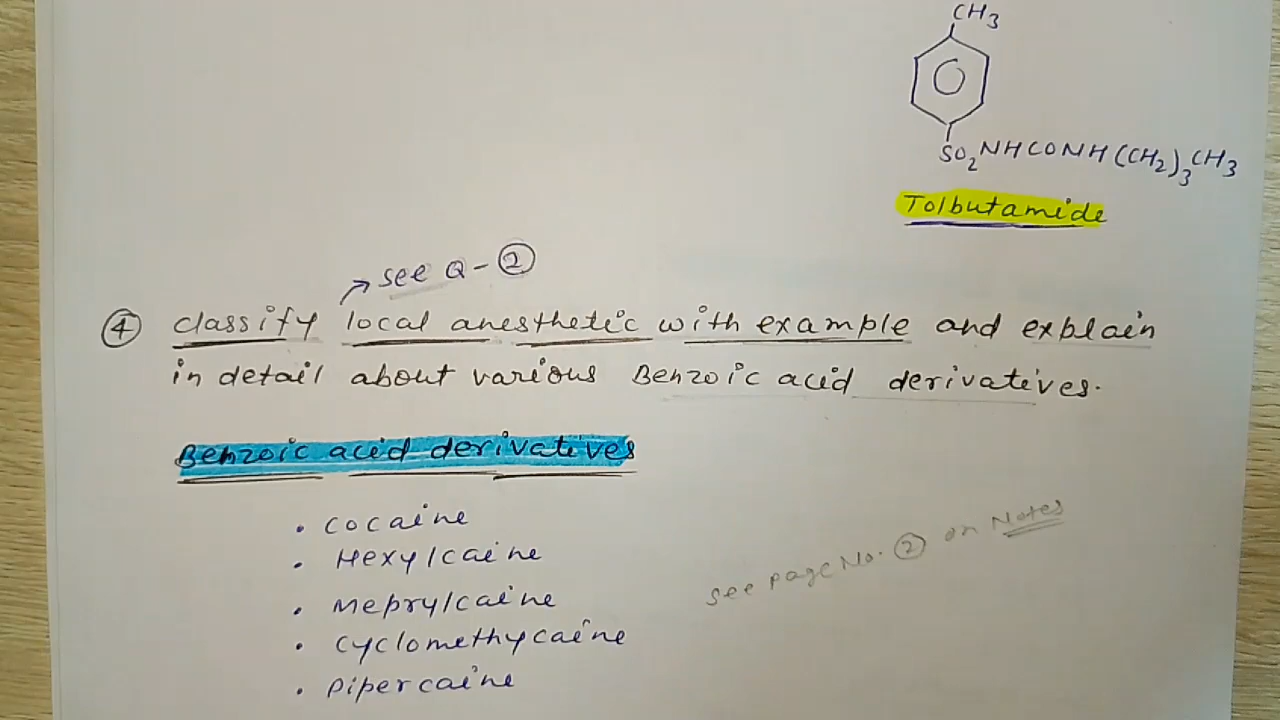 CH3
SO2NHCONH(CH2)3CH3
Tolbutamide
→ see Q-②
④ classify local anesthetic with example and explain
in detail about various Benzoic acid derivatives.
Benzoic acid derivatives
• cocaine
• Hexylcaine
• Meprylcaine
• cyclomethycaine
• pipercaine
see page No. ② on Notes